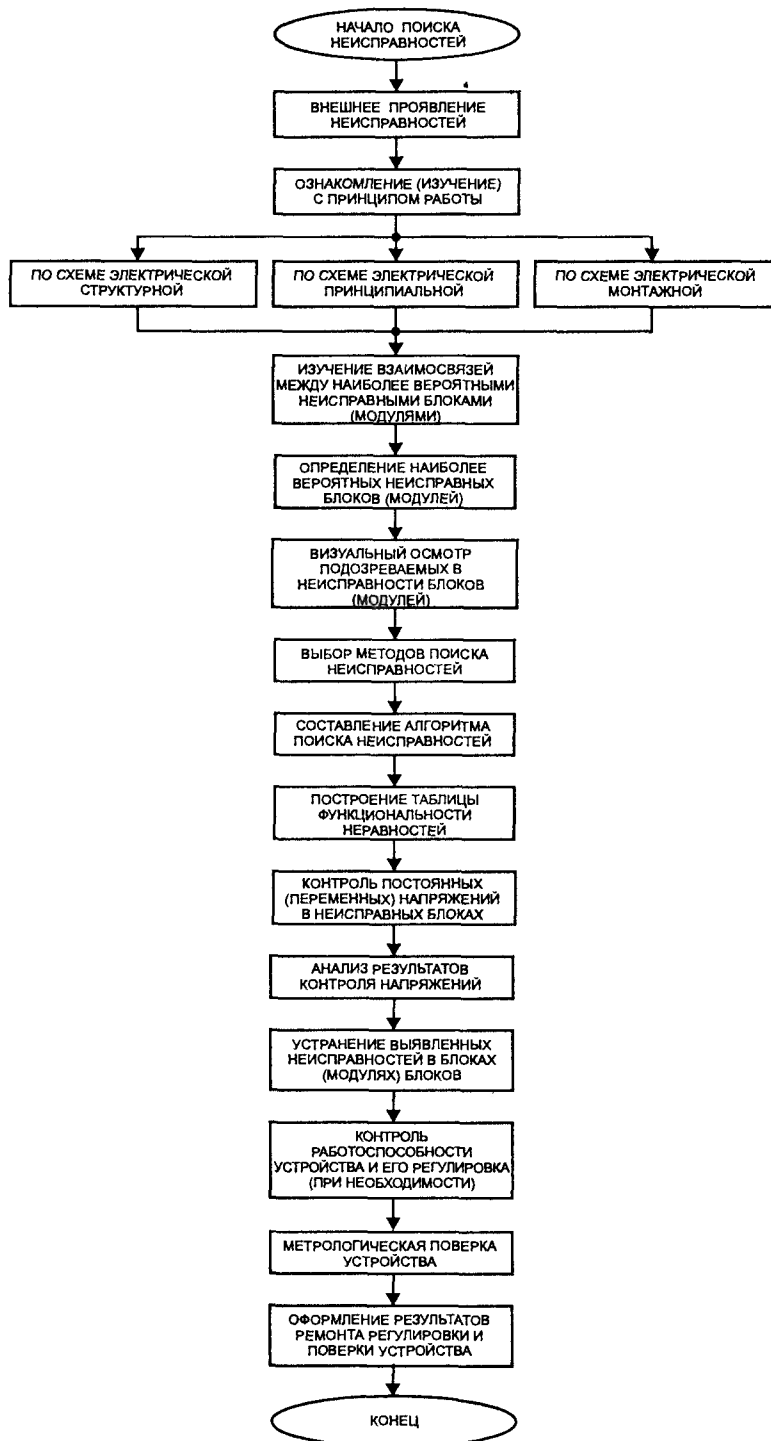 НАЧАЛО ПОИСКА
НЕИСПРАВНОСТЕЙ
ВНЕШНЕЕ ПРОЯВЛЕНИЕ
НЕИСПРАВНОСТЕЙ
ОЗНАКОМЛЕНИЕ (ИЗУЧЕНИЕ)
С ПРИНЦИПОМ РАБОТЫ
ПО СХЕМЕ ЭЛЕКТРИЧЕСКОЙ
СТРУКТУРНОЙ
ПО СХЕМЕ ЭЛЕКТРИЧЕСКОЙ
ПРИНЦИПИАЛЬНОЙ
ПО СХЕМЕ ЭЛЕКТРИЧЕСКОЙ
МОНТАЖНОЙ
ИЗУЧЕНИЕ ВЗАИМОСВЯЗЕЙ
МЕЖДУ НАИБОЛЕЕ ВЕРОЯТНЫМИ
НЕИСПРАВНЫМИ БЛОКАМИ
(МОДУЛЯМИ)
ОПРЕДЕЛЕНИЕ НАИБОЛЕЕ
ВЕРОЯТНЫХ НЕИСПРАВНЫХ
БЛОКОВ (МОДУЛЕЙ)
ВИЗУАЛЬНЫЙ ОСМОТР
ПОДОЗРЕВАЕМЫХ В
НЕИСПРАВНОСТИ БЛОКОВ
(МОДУЛЕЙ)
ВЫБОР МЕТОДОВ ПОИСКА
НЕИСПРАВНОСТЕЙ
СОСТАВЛЕНИЕ АЛГОРИТМА
ПОИСКА НЕИСПРАВНОСТЕЙ
ПОСТРОЕНИЕ ТАБЛИЦЫ
ФУНКЦИОНАЛЬНОСТИ
НЕРАВНОСТЕЙ
КОНТРОЛЬ ПОСТОЯННЫХ
(ПЕРЕМЕННЫХ) НАПРЯЖЕНИЙ
В НЕИСПРАВНЫХ БЛОКАХ
АНАЛИЗ РЕЗУЛЬТАТОВ
КОНТРОЛЯ НАПРЯЖЕНИЙ
УСТРАНЕНИЕ ВЫЯВЛЕННЫХ
НЕИСПРАВНОСТЕЙ В БЛОКАХ
(МОДУЛЯХ) БЛОКОВ
КОНТРОЛЬ
РАБОТОСПОСОБНОСТИ
УСТРОЙСТВА И ЕГО РЕГУЛИРОВКА
(ПРИ НЕОБХОДИМОСТИ)
МЕТРОЛОГИЧЕСКАЯ ПОВЕРКА
УСТРОЙСТВА
ОФОРМЛЕНИЕ РЕЗУЛЬТАТОВ
РЕМОНТА РЕГУЛИРОВКИ И
ПОВЕРКИ УСТРОЙСТВА
КОНЕЦ